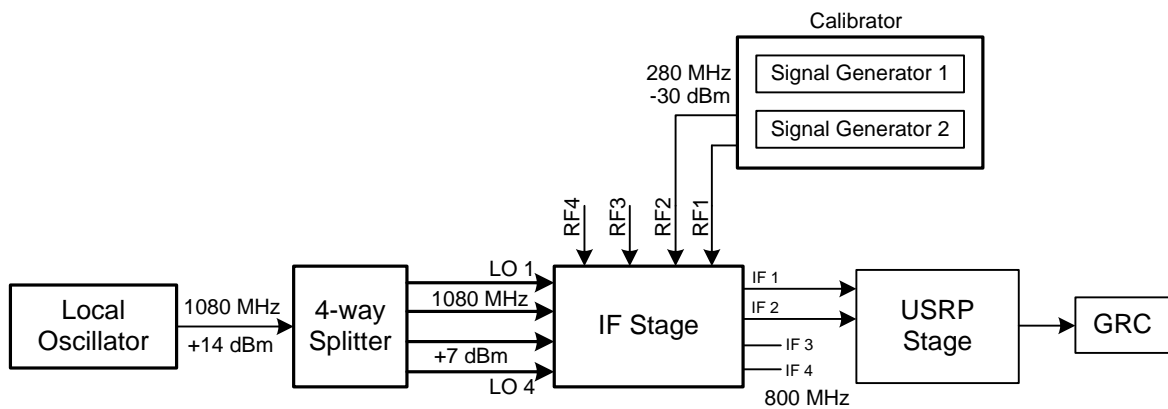 Calibrator
Signal Generator 1
Signal Generator 2
280 MHz
-30 dBm
RF4
RF3
RF2
RF1
Local
Oscillator
1080 MHz
+14 dBm
4-way
Splitter
LO 1
1080 MHz
+7 dBm
LO 4
IF Stage
IF 1
IF 2
IF 3
IF 4
800 MHz
USRP
Stage
GRC